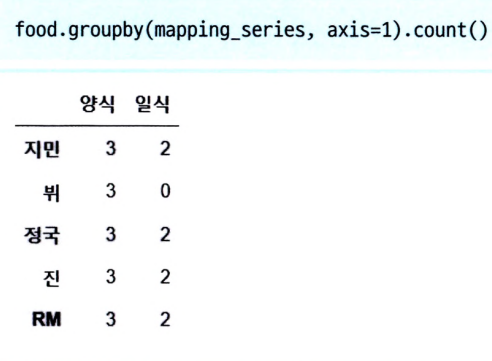 food.groupby(mapping_series, axis=1).count()
양식 일식
지민 3 2
뷔 3 0
정국 3 2
진 3 2
RM 3 2